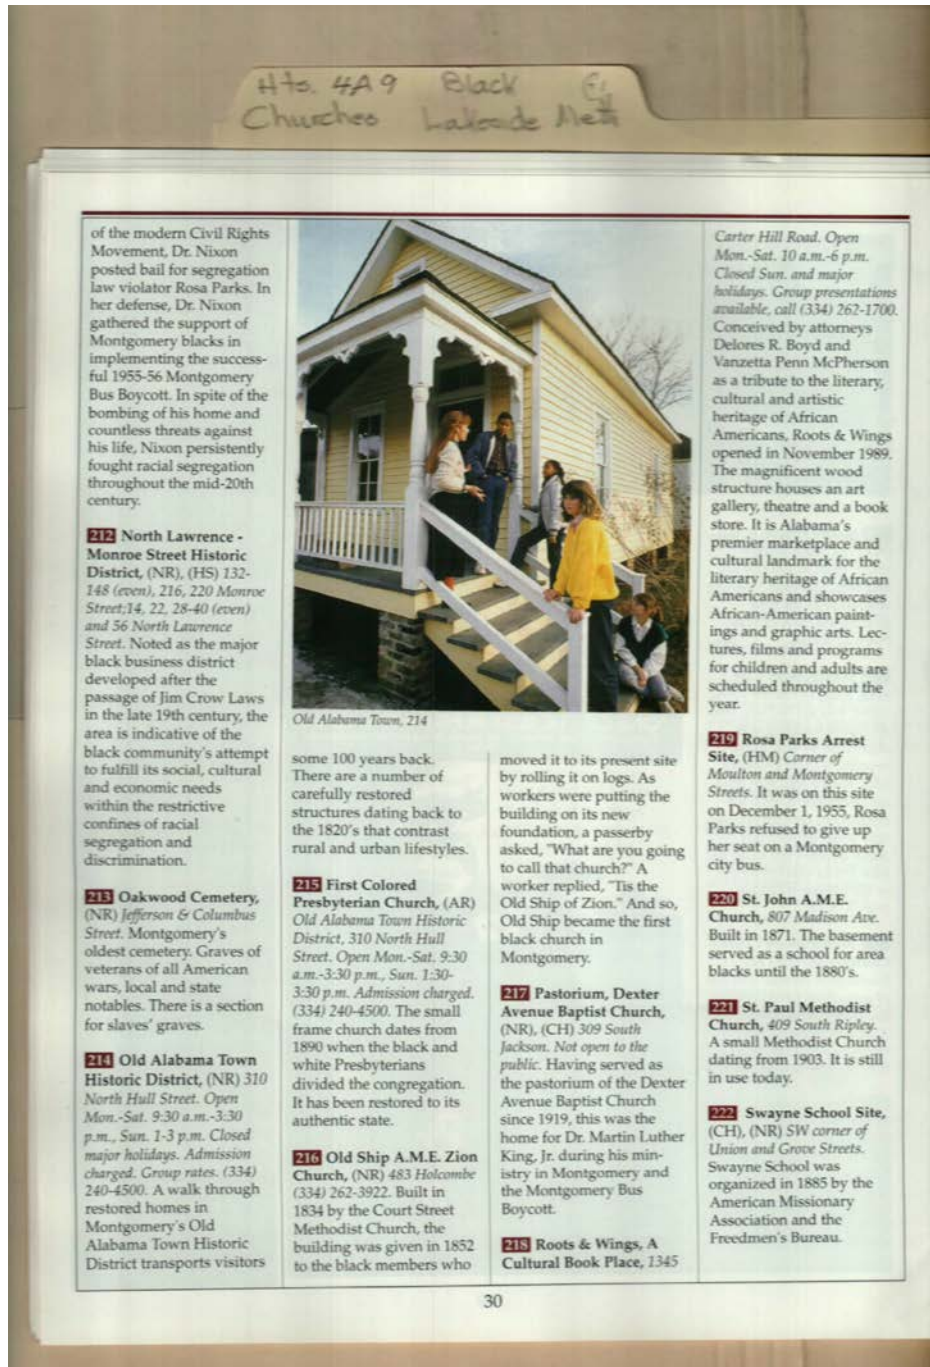 Hts. 4A9 Black
Churches Lakeside Meth
of the modern Civil Rights
Movement, Dr. Nixon
posted bail for segregation
law violator Rosa Parks. In
her defense, Dr. Nixon
gathered the support of
Montgomery blacks in
implementing the success-
ful 1955-56 Montgomery
Bus Boycott. In spite of the
bombing of his home and
countless threats against
his life, Nixon persistently
fought racial segregation
throughout the mid-20th
century.
212 North Lawrence -
Monroe Street Historic
District, (NR), (HS) 132-
148 (even), 216, 220 Monroe
Street;14, 22, 28-40 (even)
and 56 North Lawrence
Street. Noted as the major
black business district
developed after the
passage of Jim Crow Laws
in the late 19th century, the
area is indicative of the
black community's attempt
to fulfill its social, cultural
and economic needs
within the restrictive
confines of racial
segregation and
discrimination.
213 Oakwood Cemetery,
(NR) Jefferson & Columbus
Street. Montgomery's
oldest cemetery. Graves of
veterans of all American
wars, local and state
notables. There is a section
for slaves' graves.
214 Old Alabama Town
Historic District, (NR) 310
North Hull Street. Open
Mon.-Sat. 9:30 a.m.-3:30
p.m., Sun. 1-3 p.m. Closed
major holidays. Admission
charged. Group rates. (334)
240-4500. A walk through
restored homes in
Montgomery's Old
Alabama Town Historic
District transports visitors
Old Alabama Town, 214
some 100 years back.
There are a number of
carefully restored
structures dating back to
the 1820's that contrast
rural and urban lifestyles.
215 First Colored
Presbyterian Church, (AR)
Old Alabama Town Historic
District, 310 North Hull
Street. Open Mon.-Sat. 9:30
a.m.-3:30 p.m., Sun. 1:30-
3:30 p.m. Admission charged.
(334) 240-4500. The small
frame church dates from
1890 when the black and
white Presbyterians
divided the congregation.
It has been restored to its
authentic state.
216 Old Ship A.M.E. Zion
Church, (NR) 483 Holcombe
(334) 262-3922. Built in
1834 by the Court Street
Methodist Church, the
building was given in 1852
to the black members who
moved it to its present site
by rolling it on logs. As
workers were putting the
building on its new
foundation, a passerby
asked, "What are you going
to call that church?" A
worker replied, "Tis the
Old Ship of Zion." And so,
Old Ship became the first
black church in
Montgomery.
217 Pastorium, Dexter
Avenue Baptist Church,
(NR), (CH) 309 South
Jackson. Not open to the
public. Having served as
the pastorium of the Dexter
Avenue Baptist Church
since 1919, this was the
home for Dr. Martin Luther
King, Jr. during his min-
istry in Montgomery and
the Montgomery Bus
Boycott.
218 Roots & Wings, A
Cultural Book Place, 1345
Carter Hill Road. Open
Mon.-Sat. 10 a.m.-6 p.m.
Closed Sun. and major
holidays. Group presentations
available, call (334) 262-1700.
Conceived by attorneys
Delores R. Boyd and
Vanzetta Penn McPherson
as a tribute to the literary,
cultural and artistic
heritage of African
Americans, Roots & Wings
opened in November 1989.
The magnificent wood
structure houses an art
gallery, theatre and a book
store. It is Alabama's
premier marketplace and
cultural landmark for the
literary heritage of African
Americans and showcases
African-American paint-
ings and graphic arts. Lec-
tures, films and programs
for children and adults are
scheduled throughout the
year.
219 Rosa Parks Arrest
Site, (HM) Corner of
Moulton and Montgomery
Streets. It was on this site
on December 1, 1955, Rosa
Parks refused to give up
her seat on a Montgomery
city bus.
220 St. John A.M.E.
Church, 807 Madison Ave.
Built in 1871. The basement
served as a school for area
blacks until the 1880's.
221 St. Paul Methodist
Church, 409 South Ripley.
A small Methodist Church
dating from 1903. It is still
in use today.
222 Swayne School Site,
(CH), (NR) SW corner of
Union and Grove Streets.
Swayne School was
organized in 1885 by the
American Missionary
Association and the
Freedmen's Bureau.
30